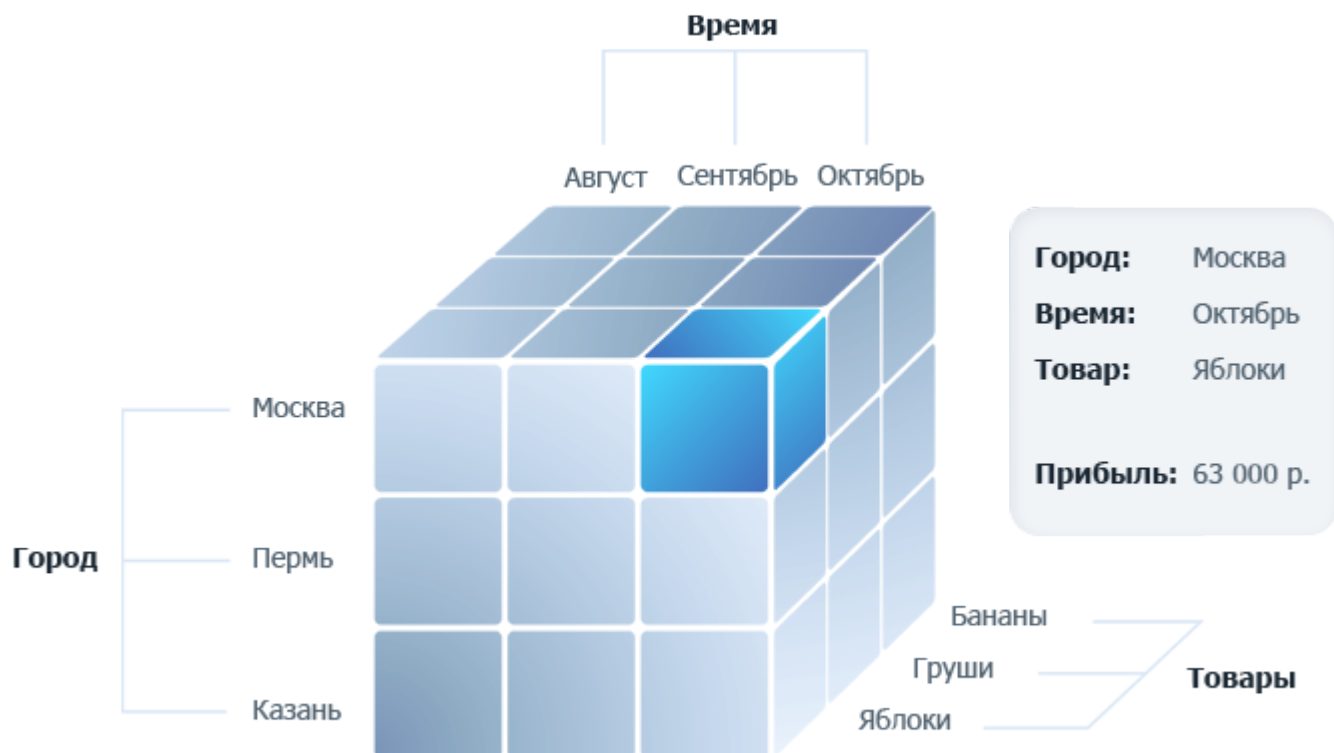 Время
Август Сентябрь Октябрь
Город: Москва
Время: Октябрь
Товар: Яблоки
Прибыль: 63 000 р.
Москва
Город
Пермь
Казань
Бананы
Груши
Яблоки
Товары